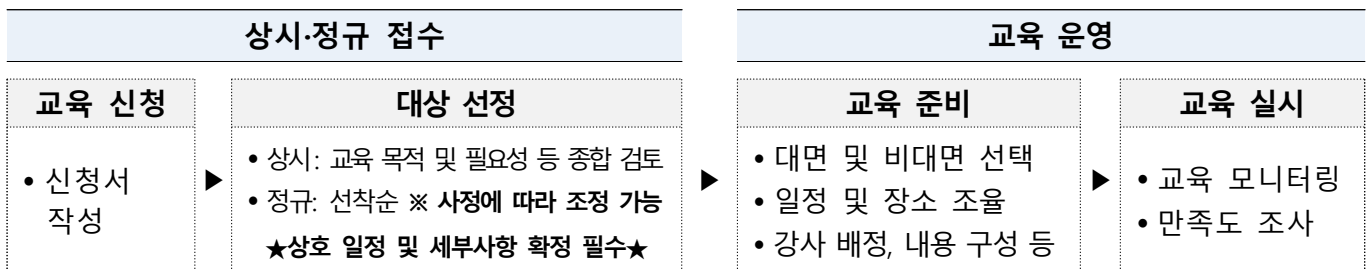 상시·정규 접수
교육 운영
교육 신청
• 신청서
작성
▶
대상 선정
• 상시: 교육 목적 및 필요성 등 종합 검토
• 정규: 선착순 ※ 사정에 따라 조정 가능
★상호 일정 및 세부사항 확정 필수★
▶
교육 준비
• 대면 및 비대면 선택
• 일정 및 장소 조율
• 강사 배정, 내용 구성 등
▶
교육 실시
• 교육 모니터링
• 만족도 조사